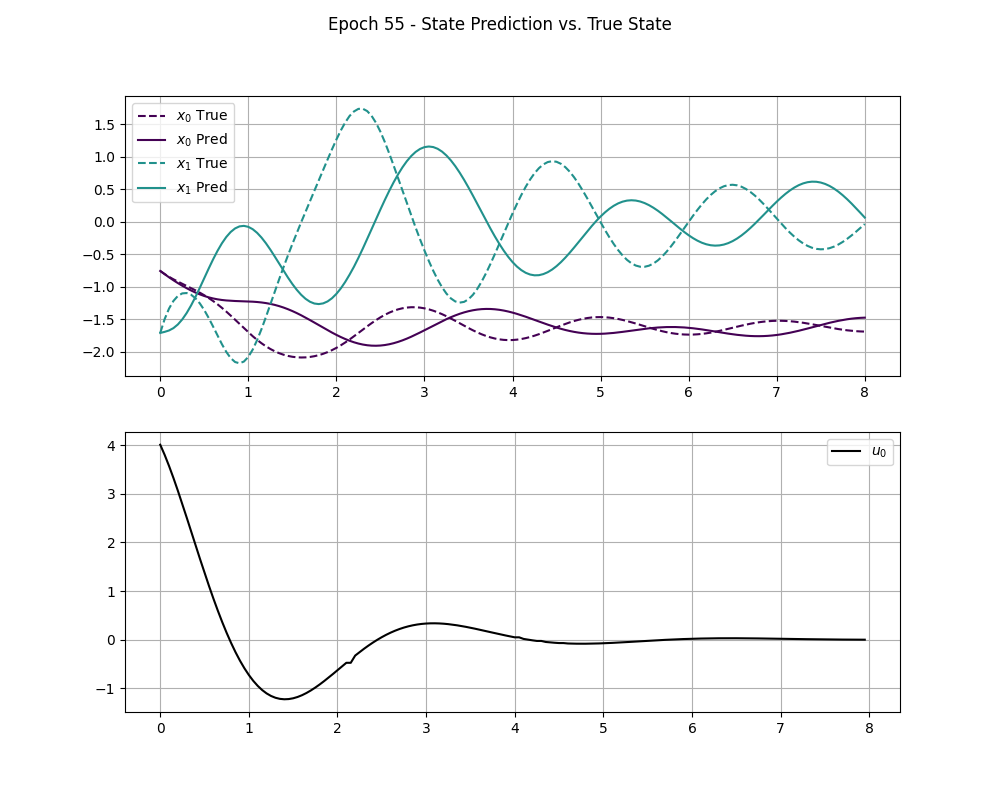 Epoch 55 - State Prediction vs. True State
x₀ True
x₀ Pred
x₁ True
x₁ Pred
1.5
1.0
0.5
0.0
−0.5
−1.0
−1.5
−2.0
0 1 2 3 4 5 6 7 8
u₀
4
3
2
1
0
−1
0 1 2 3 4 5 6 7 8